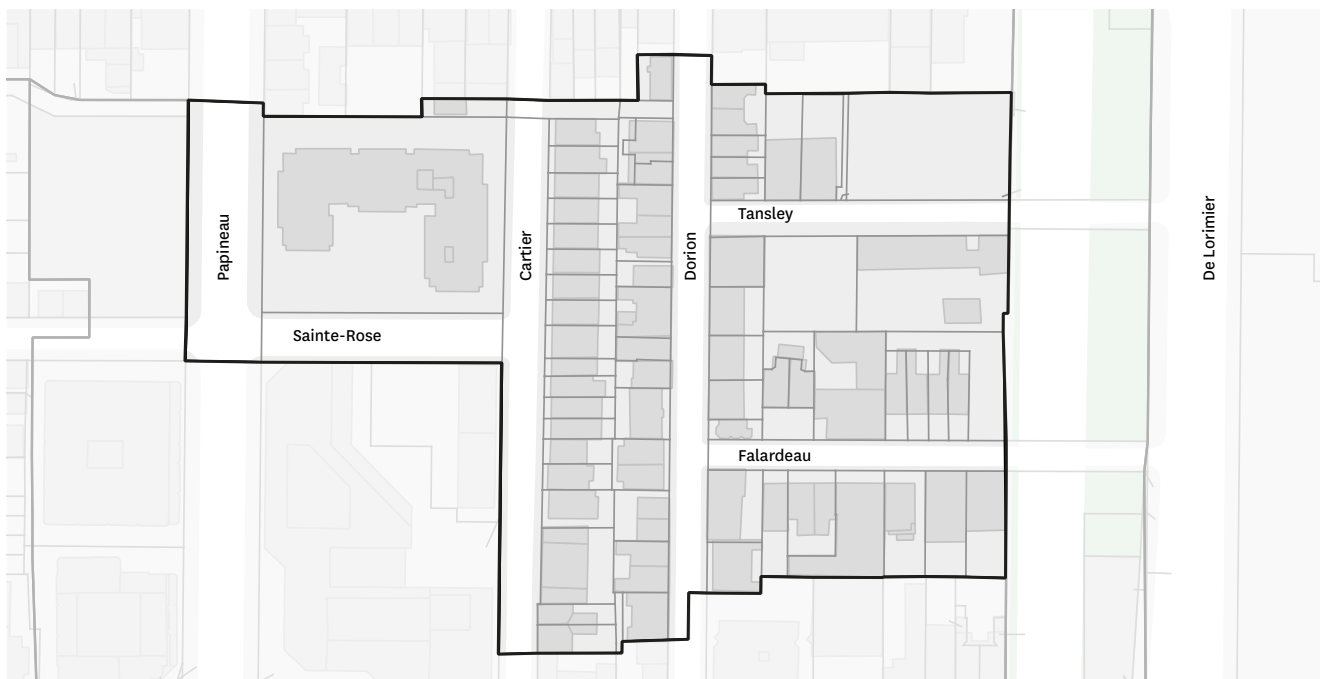 Papineau
Cartier
Dorion
Tansley
De Lorimier
Sainte-Rose
Falardeau